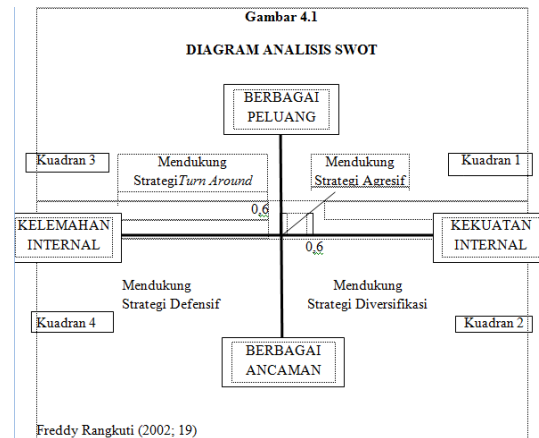 Gambar 4.1
DIAGRAM ANALISIS SWOT
BERBAGAI
PELUANG
Kuadran 3
Mendukung
StrategiTurn Around
Mendukung
Strategi Agresif
Kuadran 1
0,6
KELEMAHAN
INTERNAL
KEKUATAN
INTERNAL
0,6
Mendukung
Strategi Defensif
Mendukung
Strategi Diversifikasi
Kuadran 4
Kuadran 2
BERBAGAI
ANCAMAN
Freddy Rangkuti (2002; 19)